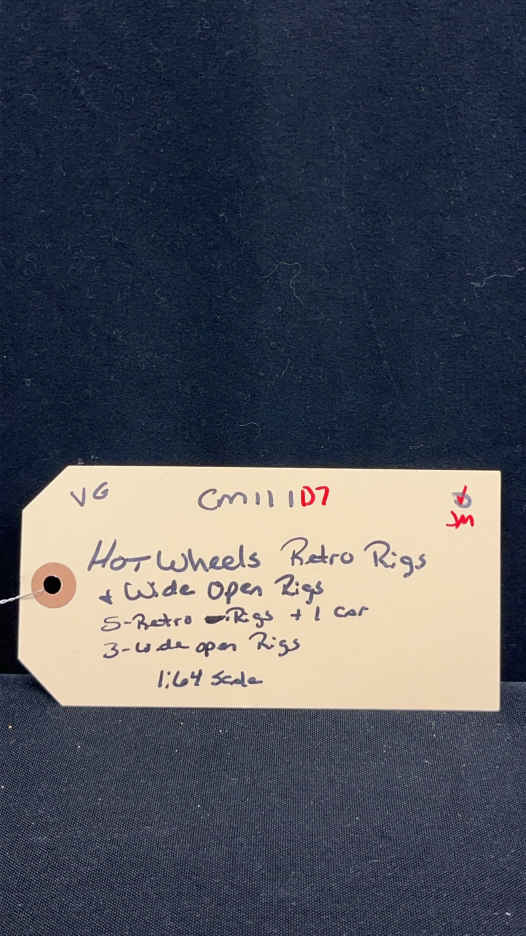 VG CM111D7
JM
Hot Wheels Retro Rigs
+ Wide Open Rigs
5-Retro Rigs + 1 car
3-Wide open Rigs
1:64 Scale